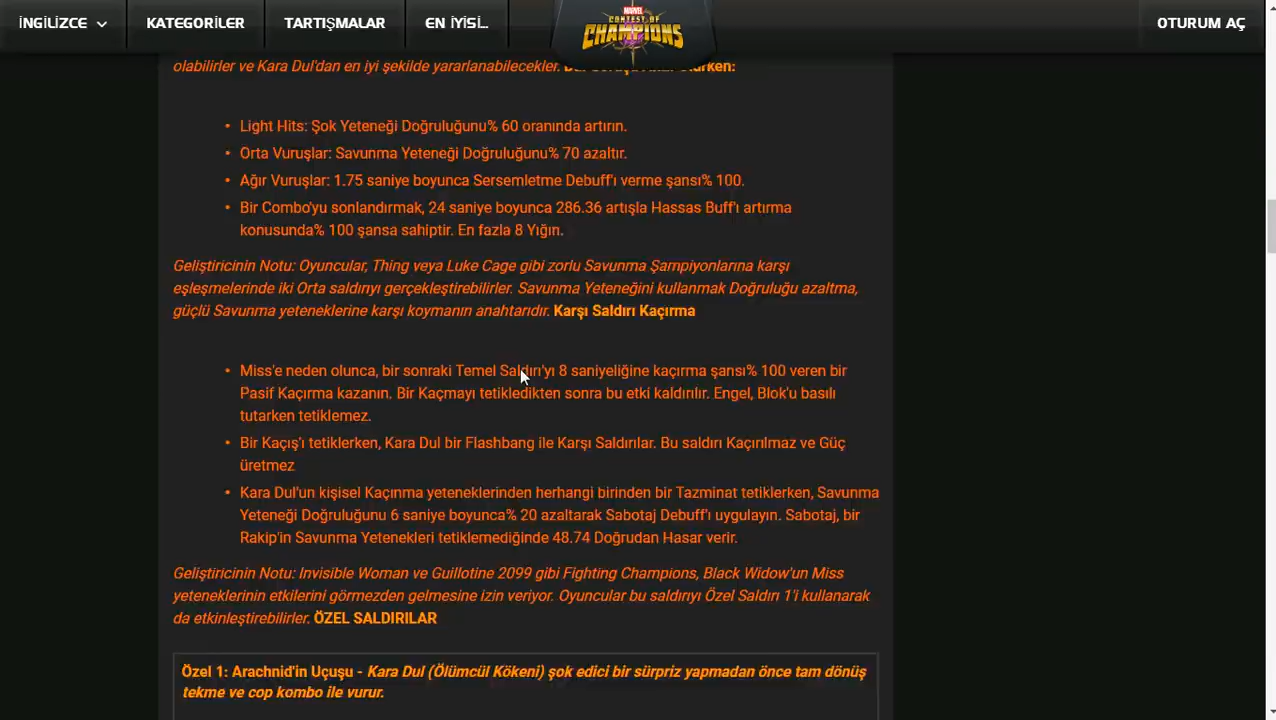 İNGİLİZCE
KATEGORİLER
TARTIŞMALAR
EN İYİSİ...
MARVEL
CONTEST OF
CHAMPIONS
OTURUM AÇ
olabilirler ve Kara Dul'dan en iyi şekilde yararlanabilecekler.
• Light Hits: Şok Yeteneği Doğruluğunu% 60 oranında artırın.
• Orta Vuruşlar: Savunma Yeteneği Doğruluğunu% 70 azaltır.
• Ağır Vuruşlar: 1.75 saniye boyunca Sersemletme Debuff'ı verme şansı% 100.
• Bir Combo'yu sonlandırmak, 24 saniye boyunca 286.36 artışla Hassas Buff'ı artırma
konusunda% 100 şansa sahiptir. En fazla 8 Yığın.
Geliştiricinin Notu: Oyuncular, Thing veya Luke Cage gibi zorlu Savunma Şampiyonlarına karşı
eşleşmelerinde iki Orta saldırıyı gerçekleştirebilirler. Savunma Yeteneğini kullanmak Doğruluğu azaltma,
güçlü Savunma yeteneklerine karşı koymanın anahtarıdır. Karşı Saldırı Kaçırma
• Miss'e neden olunca, bir sonraki Temel Saldırı'yı 8 saniyeliğine kaçırma şansı% 100 veren bir
Pasif Kaçırma kazanın. Bir Kaçmayı tetikledikten sonra bu etki kaldırılır. Engel, Blok'u basılı
tutarken tetiklemez.
• Bir Kaçış'ı tetiklerken, Kara Dul bir Flashbang ile Karşı Saldırılar. Bu saldırı Kaçırılmaz ve Güç
üretmez
• Kara Dul'un kişisel Kaçınma yeteneklerinden herhangi birinden bir Tazminat tetiklerken, Savunma
Yeteneği Doğruluğunu 6 saniye boyunca% 20 azaltarak Sabotaj Debuff'ı uygulayın. Sabotaj, bir
Rakip'in Savunma Yetenekleri tetiklemediğinde 48.74 Doğrudan Hasar verir.
Geliştiricinin Notu: Invisible Woman ve Guillotine 2099 gibi Fighting Champions, Black Widow'un Miss
yeteneklerinin etkilerini görmezden gelmesine izin veriyor. Oyuncular bu saldırıyı Özel Saldırı 1'i kullanarak
da etkinleştirebilirler. ÖZEL SALDIRILAR
Özel 1: Arachnid'in Uçuşu - Kara Dul (Ölümcül Kökeni) şok edici bir sürpriz yapmadan önce tam dönüş
tekme ve cop kombo ile vurur.